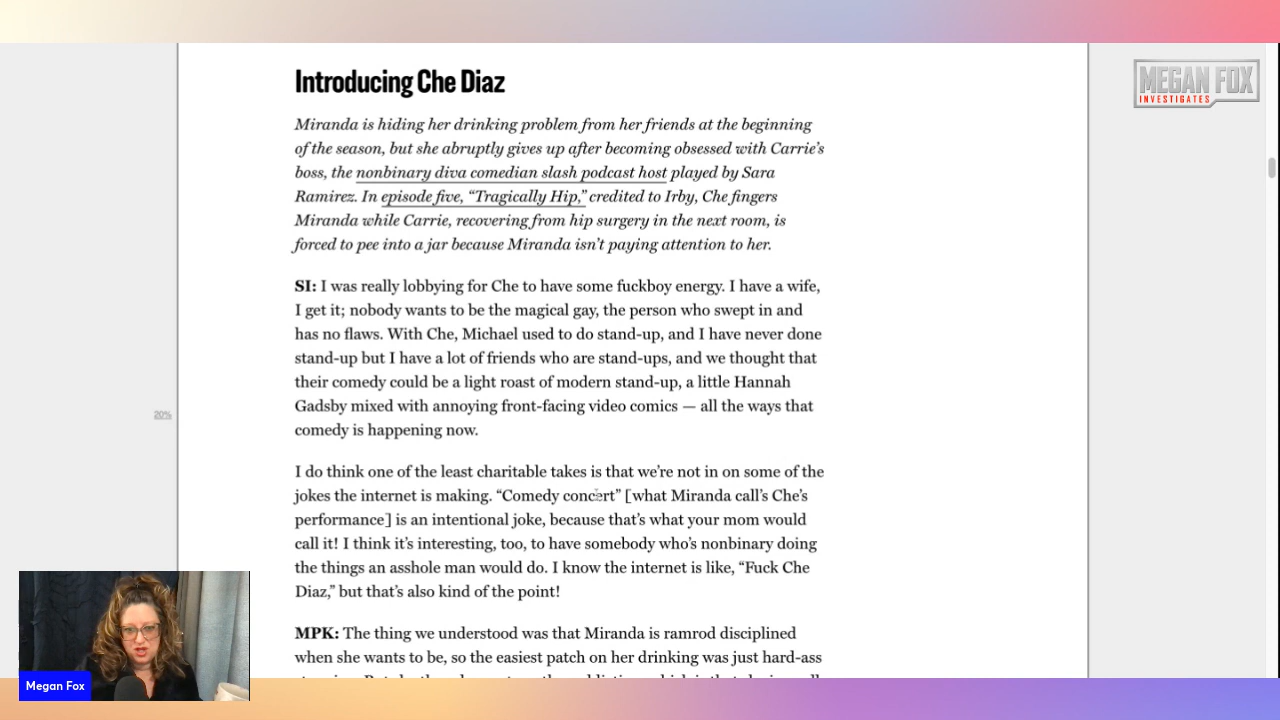 MEGAN FOX
INVESTIGATES
Introducing Che Diaz
Miranda is hiding her drinking problem from her friends at the beginning
of the season, but she abruptly gives up after becoming obsessed with Carrie’s
boss, the nonbinary diva comedian slash podcast host played by Sara
Ramirez. In episode five, “Tragically Hip,” credited to Irby, Che fingers
Miranda while Carrie, recovering from hip surgery in the next room, is
forced to pee into a jar because Miranda isn’t paying attention to her.
SI: I was really lobbying for Che to have some fuckboy energy. I have a wife,
I get it; nobody wants to be the magical gay, the person who swept in and
has no flaws. With Che, Michael used to do stand-up, and I have never done
stand-up but I have a lot of friends who are stand-ups, and we thought that
their comedy could be a light roast of modern stand-up, a little Hannah
Gadsby mixed with annoying front-facing video comics — all the ways that
20%
comedy is happening now.
I do think one of the least charitable takes is that we’re not in on some of the
jokes the internet is making. “Comedy concert” [what Miranda call’s Che’s
performance] is an intentional joke, because that’s what your mom would
call it! I think it’s interesting, too, to have somebody who’s nonbinary doing
the things an asshole man would do. I know the internet is like, “Fuck Che
Diaz,” but that’s also kind of the point!
MPK: The thing we understood was that Miranda is ramrod disciplined
when she wants to be, so the easiest patch on her drinking was just hard-ass
Megan Fox